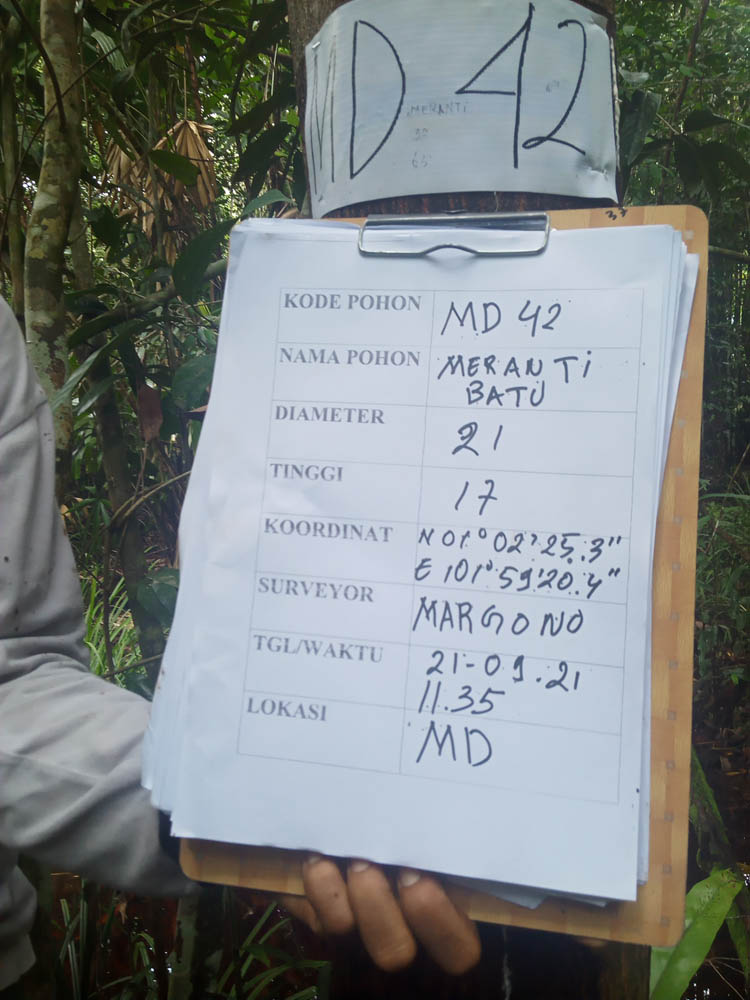 MD 42
MERANTI
65
KODE POHON MD 42
NAMA POHON MERANTI
BATU
DIAMETER 21
TINGGI 17
KOORDINAT N 01° 02' 25.3"
E 101° 59' 20.4"
SURVEYOR MARGONO
TGL/WAKTU 21-09.21
11.35
LOKASI MD